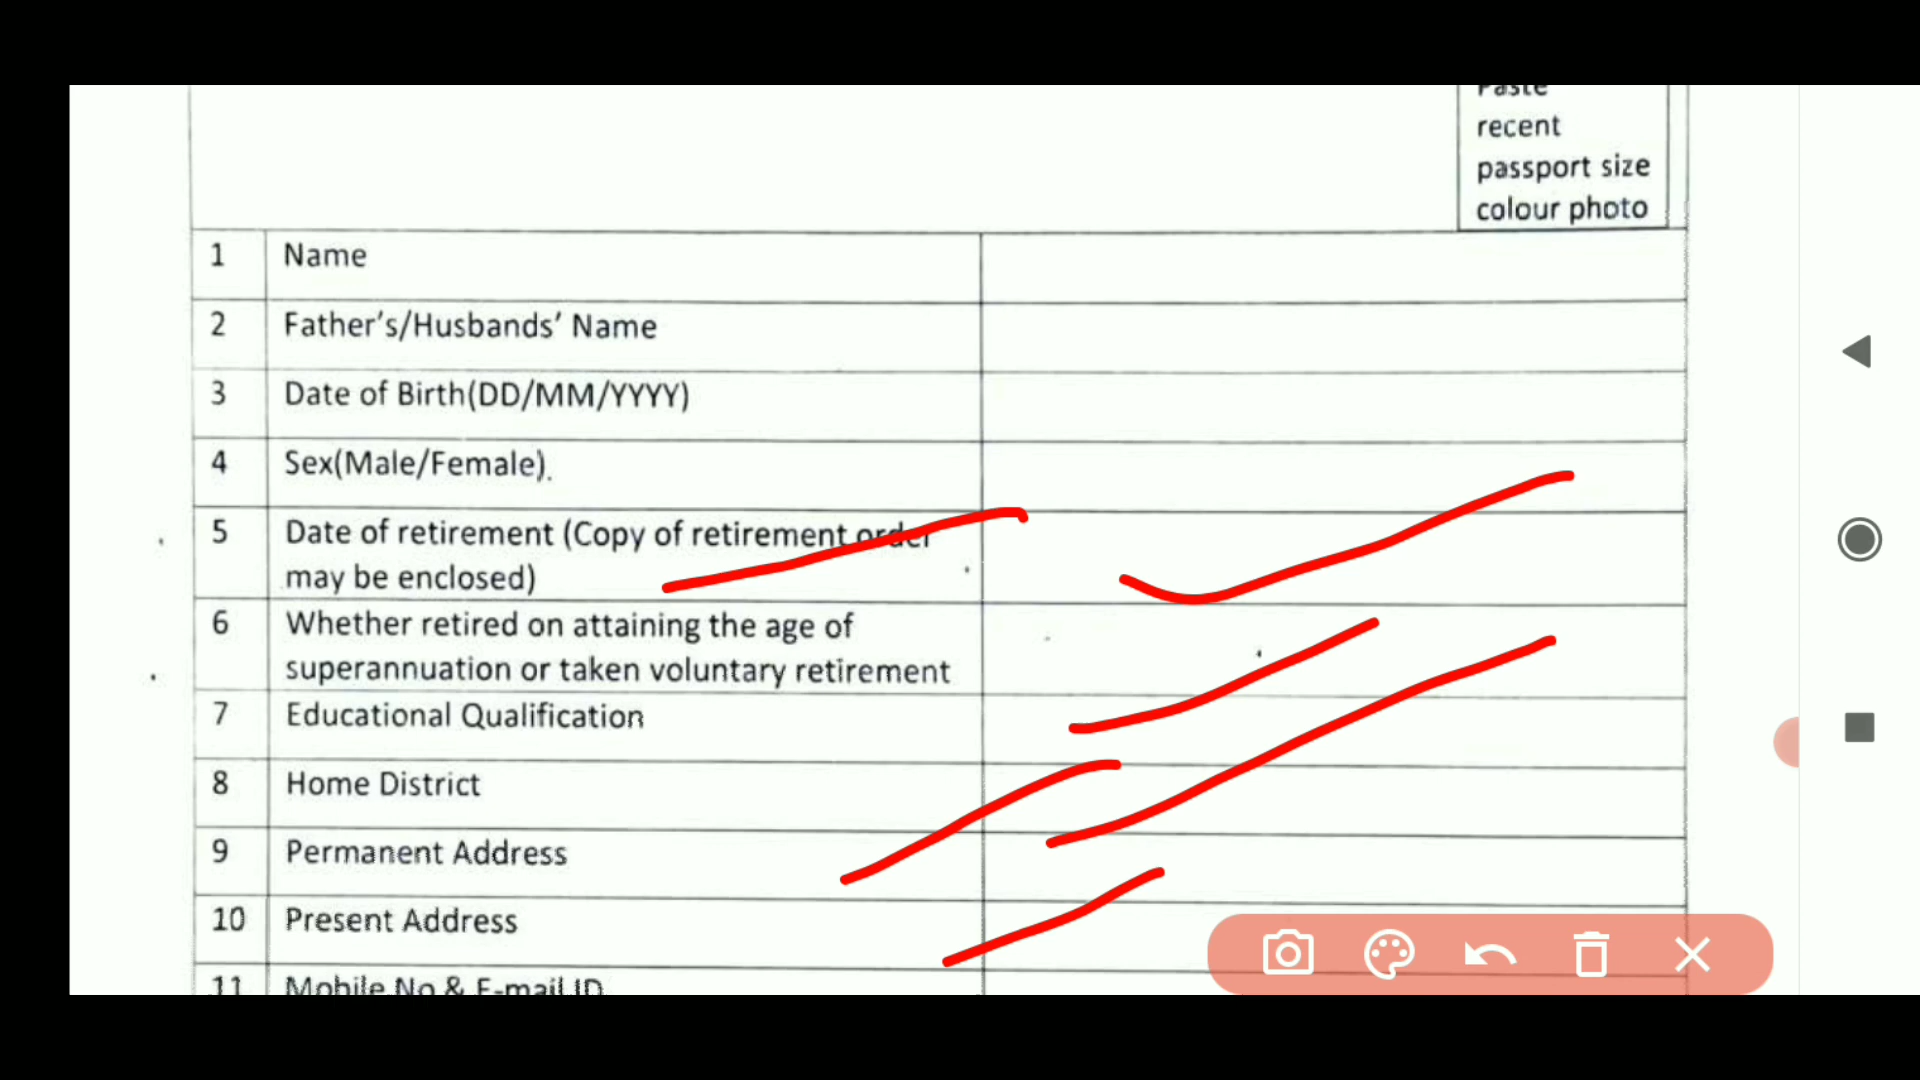 Paste
recent
passport size
colour photo
1 Name
2 Father's/Husbands' Name
3 Date of Birth(DD/MM/YYYY)
4 Sex(Male/Female).
5 Date of retirement (Copy of retirement order
may be enclosed)
6 Whether retired on attaining the age of
superannuation or taken voluntary retirement
7 Educational Qualification
8 Home District
9 Permanent Address
10 Present Address
11 Mobile No & E-mail ID